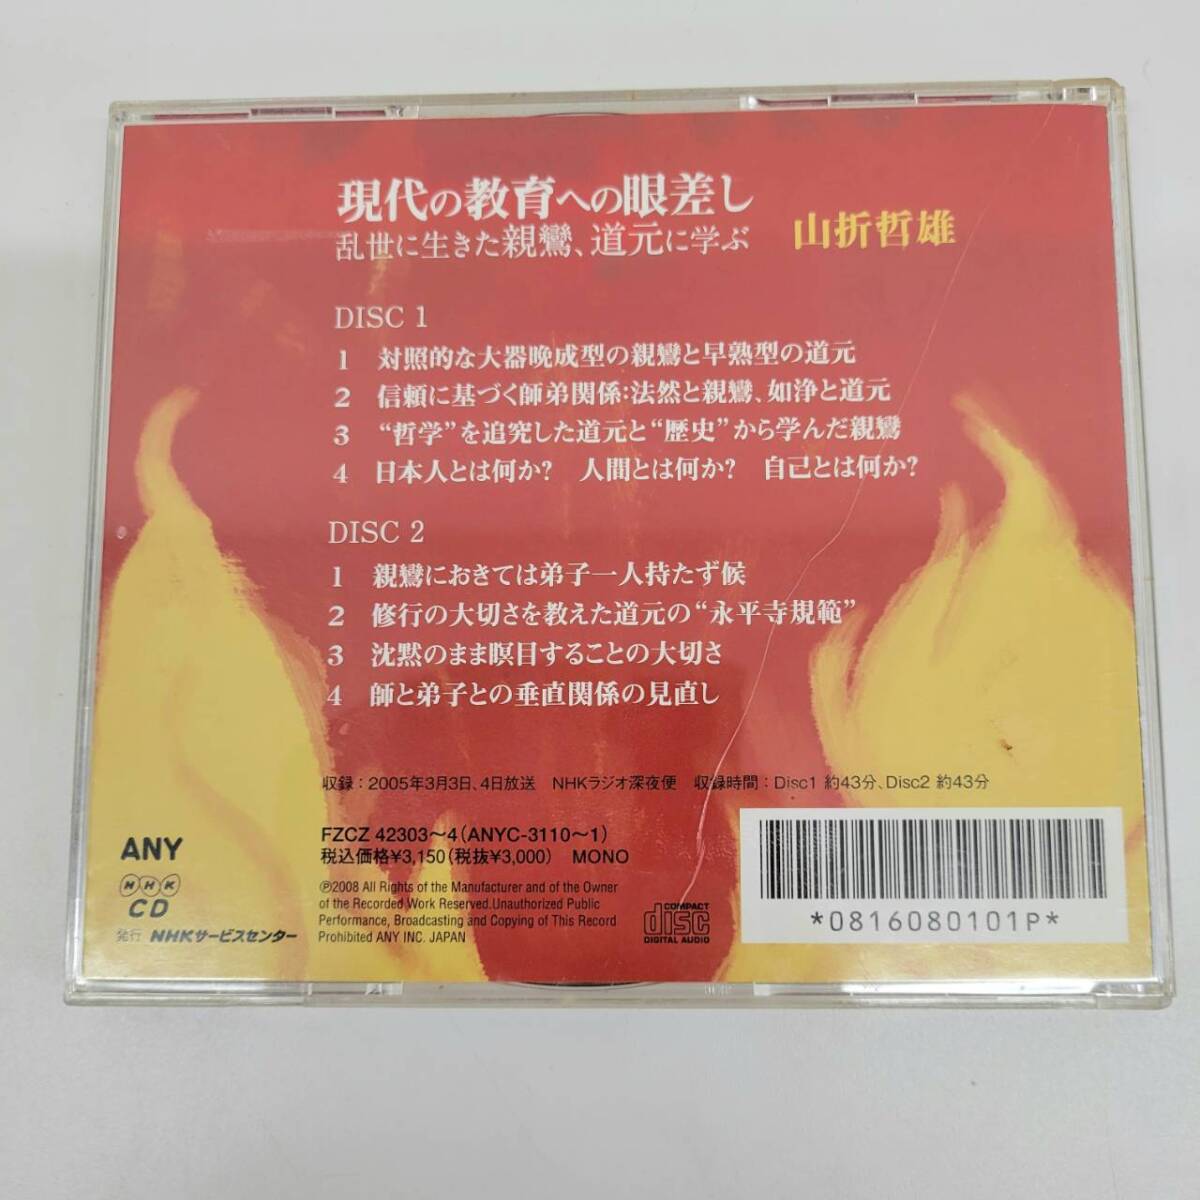 現代の教育への眼差し
乱世に生きた親鸞、道元に学ぶ
山折哲雄
DISC 1
1 対照的な大器晩成型の親鸞と早熟型の道元
2 信頼に基づく師弟関係:法然と親鸞、如浄と道元
3 “哲学”を追究した道元と“歴史”から学んだ親鸞
4 日本人とは何か? 人間とは何か? 自己とは何か?
DISC 2
1 親鸞におきては弟子一人持たず候
2 修行の大切さを教えた道元の“永平寺規範”
3 沈黙のまま瞑目することの大切さ
4 師と弟子との垂直関係の見直し
収録：2005年3月3日、4日放送 NHKラジオ深夜便 収録時間：Disc1 約43分、Disc2 約43分
FZCZ 42303〜4(ANYC-3110〜1)
税込価格¥3,150(税抜¥3,000) MONO
℗2008 All Rights of the Manufacturer and of the Owner
of the Recorded Work Reserved.Unauthorized Public
Performance, Broadcasting and Copying of This Record
Prohibited ANY INC. JAPAN
ANY
NHK
CD
発行 NHKサービスセンター
COMPACT
disc
DIGITAL AUDIO
*0816080101P*